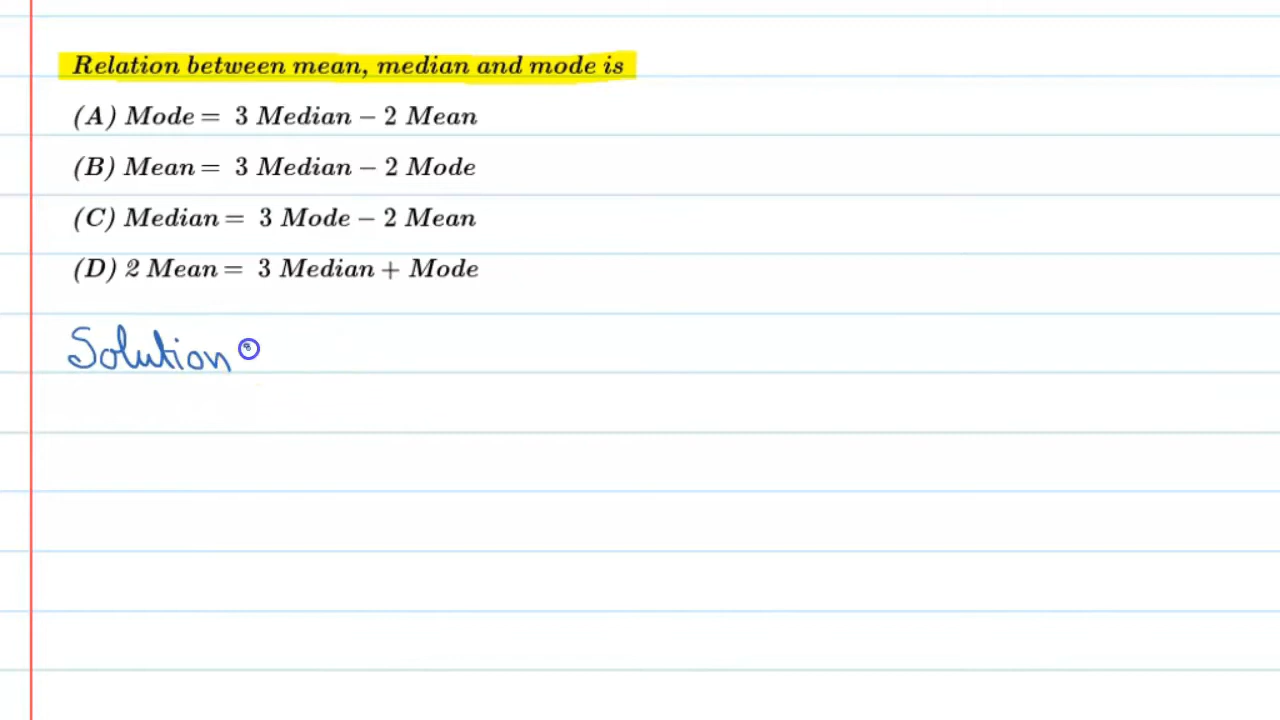 Relation between mean, median and mode is
(A) Mode = 3 Median − 2 Mean
(B) Mean = 3 Median − 2 Mode
(C) Median = 3 Mode − 2 Mean
(D) 2 Mean = 3 Median + Mode
Solution :